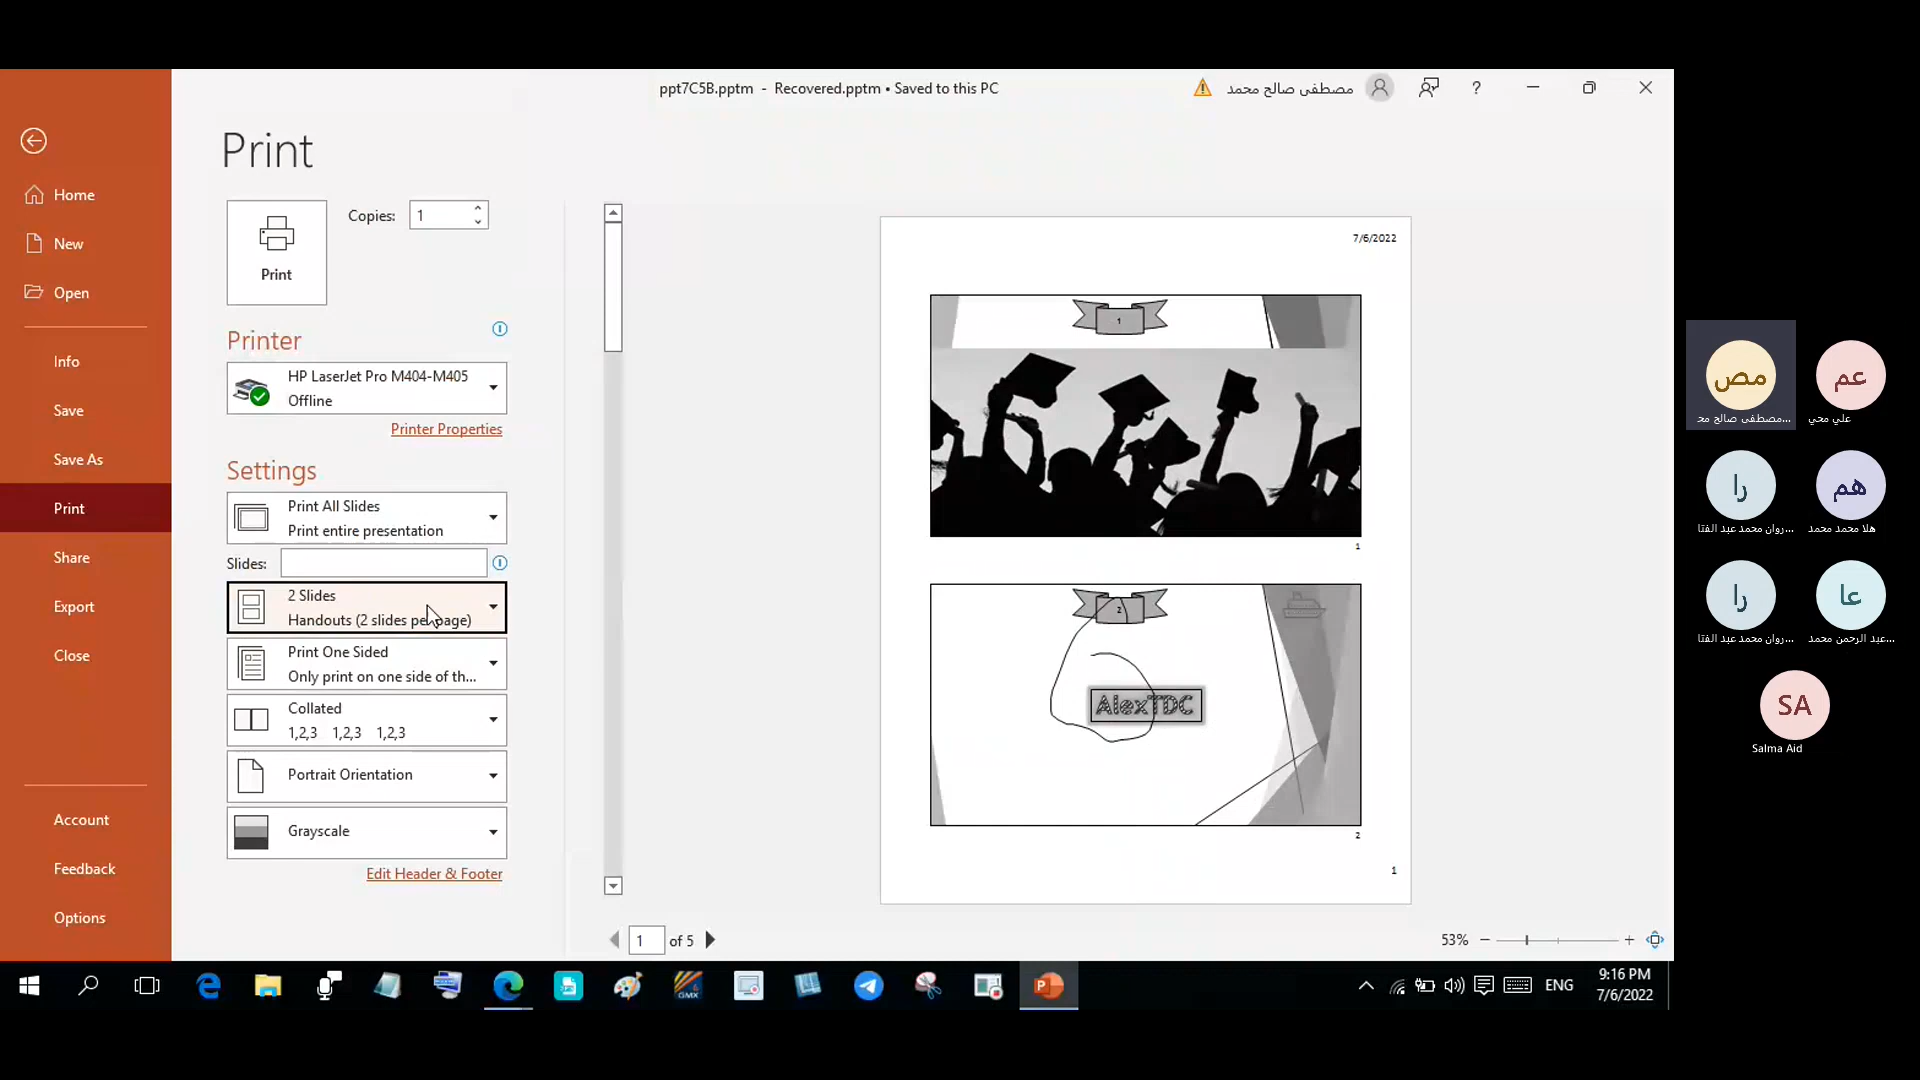 ppt7C5B.pptm - Recovered.pptm • Saved to this PC
مصطفى صالح محمد
?
Print
Home
New
Open
Info
Save
Save As
Print
Share
Export
Close
Account
Feedback
Options
Print
Copies: 1
Printer
HP LaserJet Pro M404-M405
Offline
Printer Properties
Settings
Print All Slides
Print entire presentation
Slides:
2 Slides
Handouts (2 slides per page)
Print One Sided
Only print on one side of th...
Collated
1,2,3 1,2,3 1,2,3
Portrait Orientation
Grayscale
Edit Header & Footer
7/6/2022
1
1
2
AlexTDC
2
1
1 of 5
53%
مص
مصطفى صالح مح...
عم
علي محي
را
روان محمد عبد الفتا...
هم
هلا محمد محمد
را
روان محمد عبد الفتا...
عا
عبد الرحمن محمد...
SA
Salma Aid
GMX
ENG
9:16 PM
7/6/2022